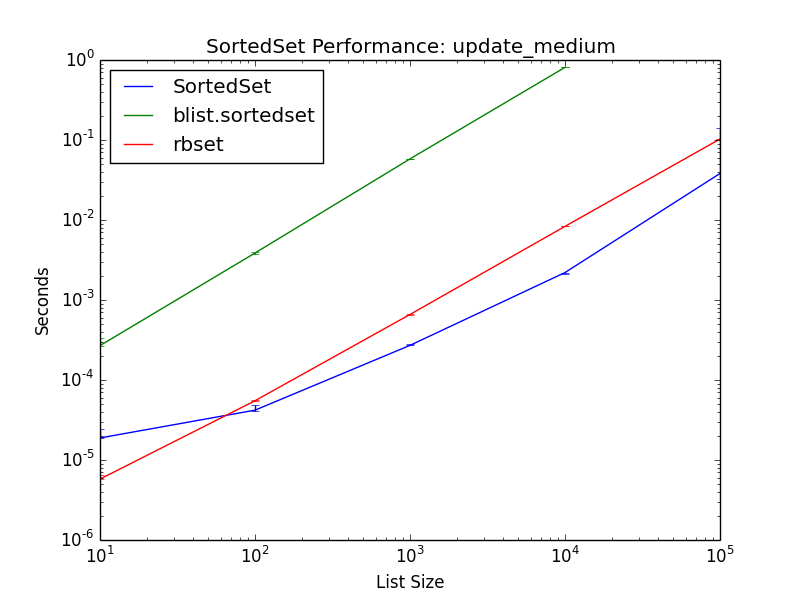 SortedSet Performance: update_medium
10^0
SortedSet
blist.sortedset
rbset
10^-1
10^-2
10^-3
10^-4
10^-5
10^-6
Seconds
10^1
10^2
10^3
10^4
10^5
List Size